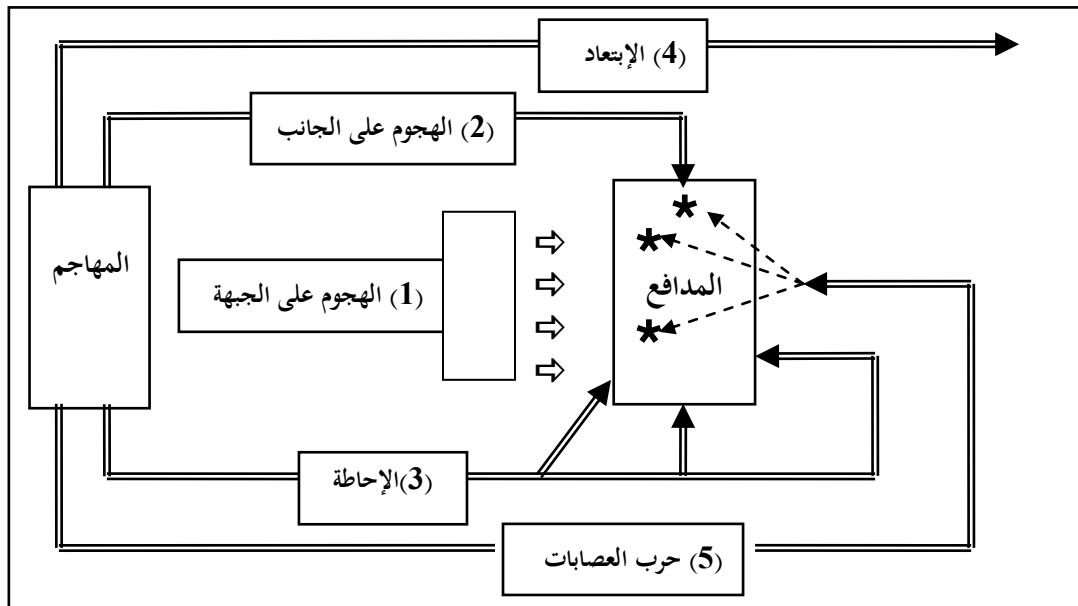 (4) الإبتعاد
(2) الهجوم على الجانب
المهاجم
(1) الهجوم على الجبهة
المدافع
(3)الإحاطة
(5) حرب العصابات